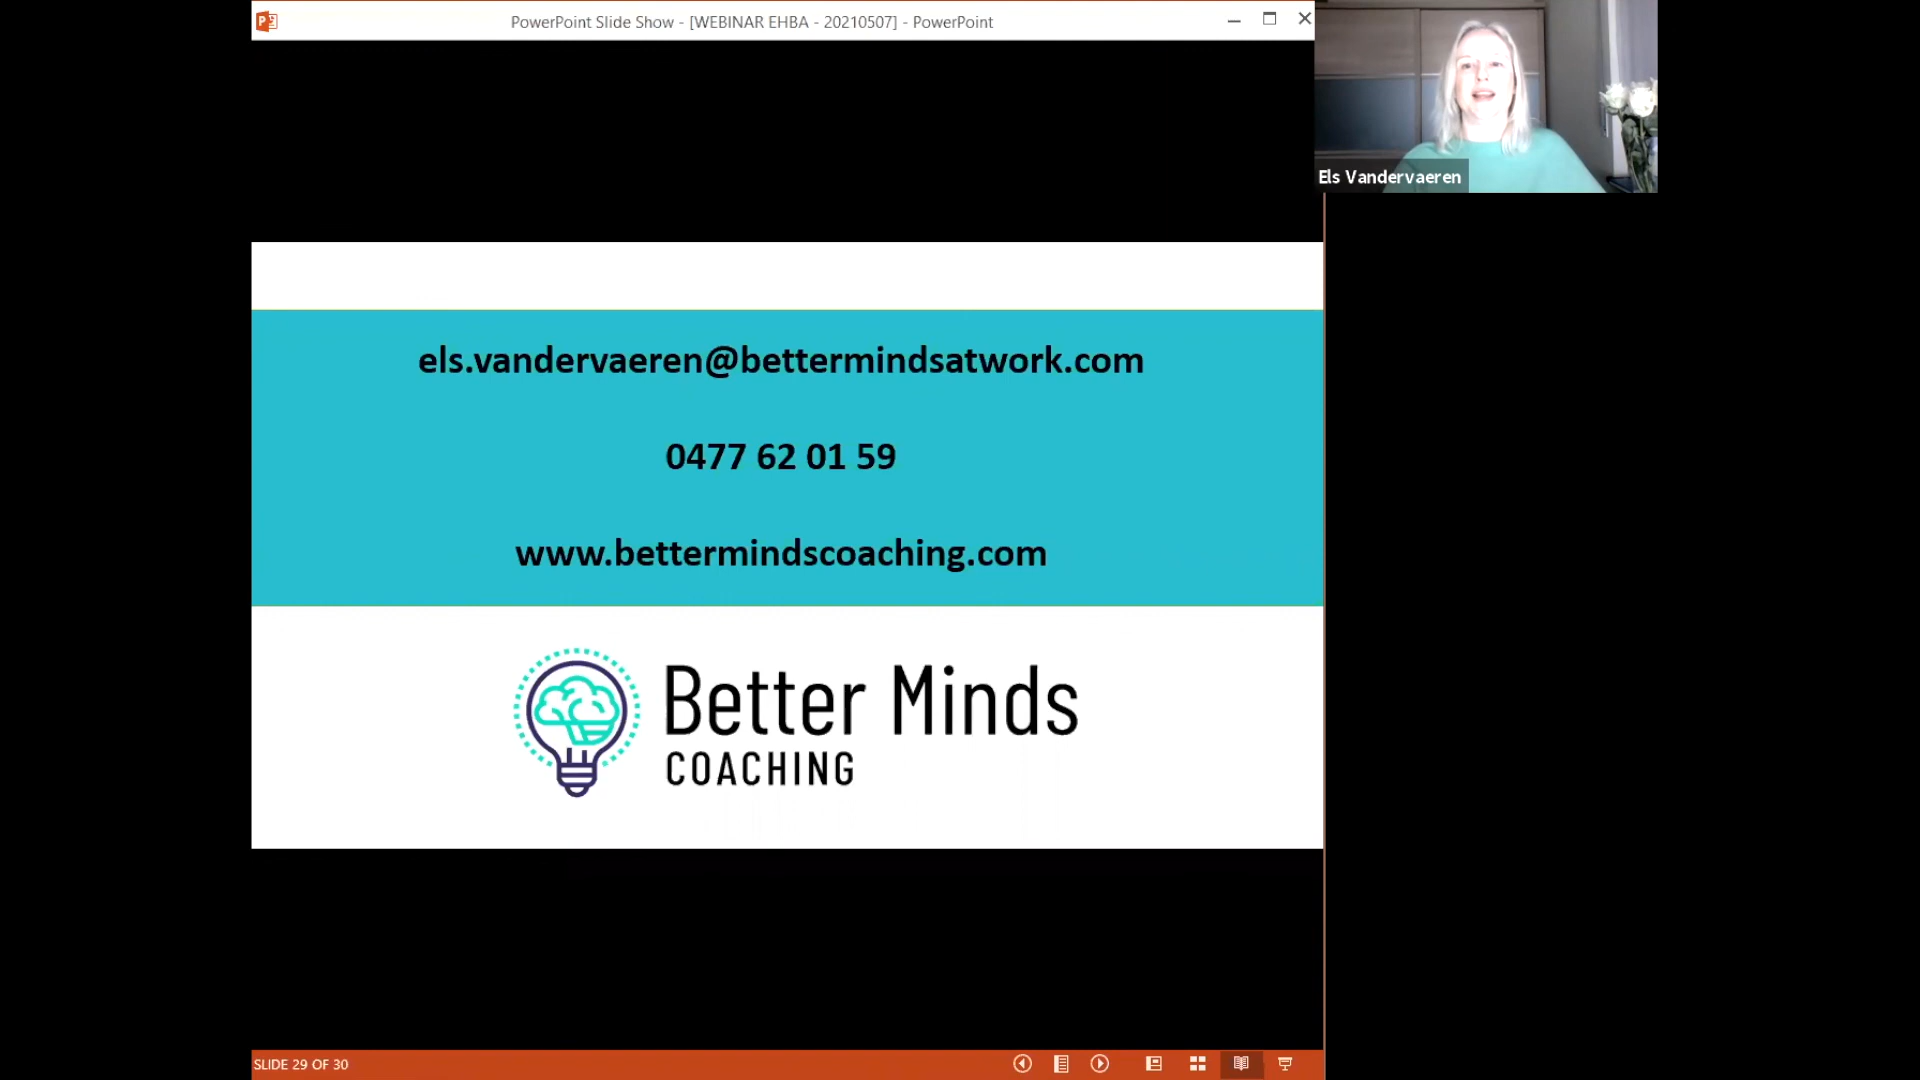 PowerPoint Slide Show - [WEBINAR EHBA - 20210507] - PowerPoint
Els Vandervaeren
els.vandervaeren@bettermindsatwork.com
0477 62 01 59
www.bettermindscoaching.com
Better Minds
COACHING
SLIDE 29 OF 30